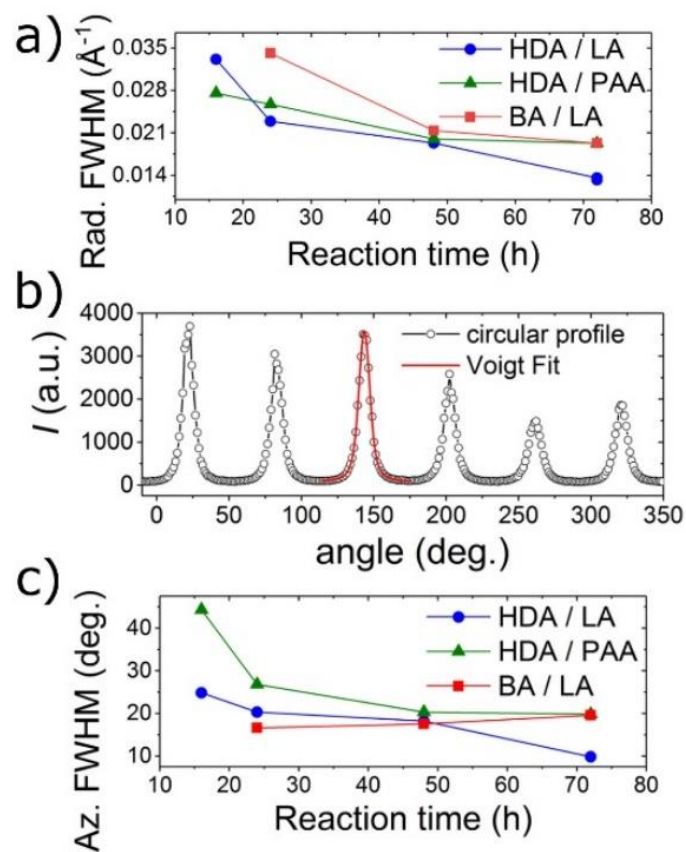 a)
Rad. FWHM (Å⁻¹)
0.035
0.028
0.021
0.014
HDA / LA
HDA / PAA
BA / LA
10 20 30 40 50 60 70 80
Reaction time (h)
b)
I (a.u.)
4000
3000
2000
1000
0
circular profile
Voigt Fit
0 50 100 150 200 250 300 350
angle (deg.)
c)
Az. FWHM (deg.)
40
30
20
10
HDA / LA
HDA / PAA
BA / LA
10 20 30 40 50 60 70 80
Reaction time (h)